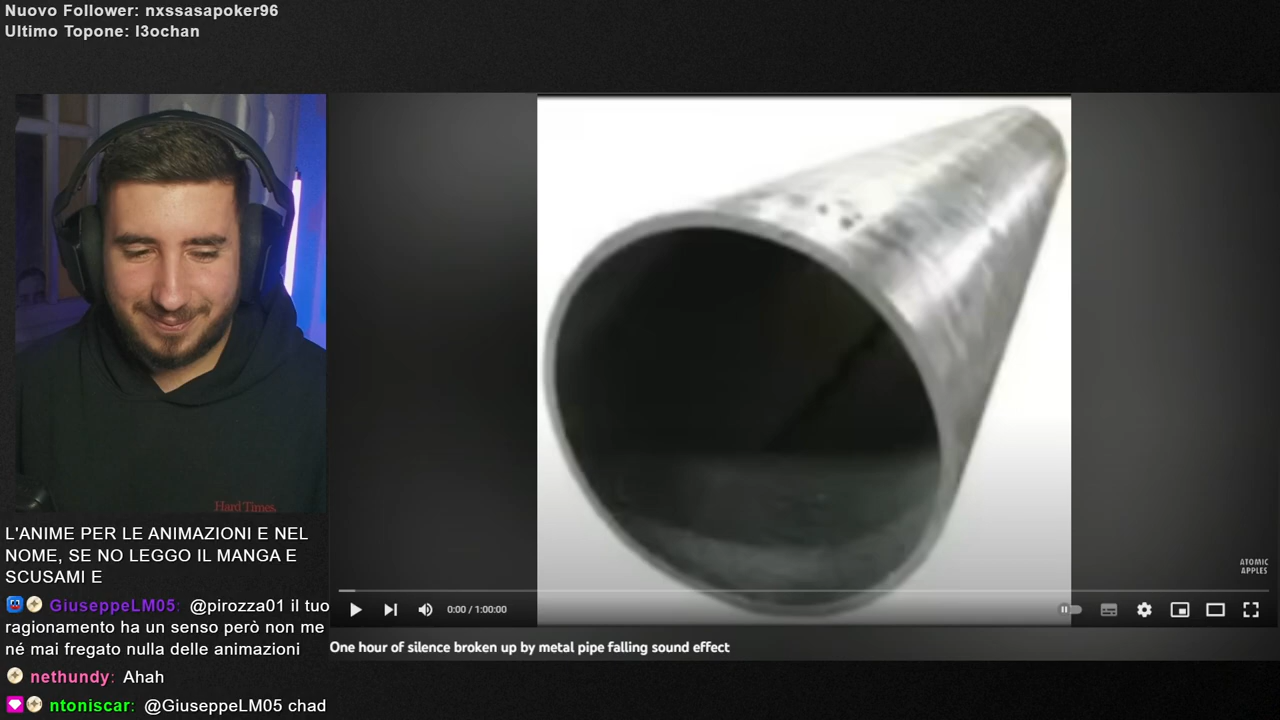 Nuovo Follower: nxssasapoker96
Ultimo Topone: l3ochan
Hard Times.
L'ANIME PER LE ANIMAZIONI E NEL
NOME, SE NO LEGGO IL MANGA E
SCUSAMI E
GiuseppeLM05: @pirozza01 il tuo
ragionamento ha un senso però non me
né mai fregato nulla delle animazioni
nethundy: Ahah
ntoniscar: @GiuseppeLM05 chad
ATOMIC
APPLES
0:00 / 1:00:00
One hour of silence broken up by metal pipe falling sound effect